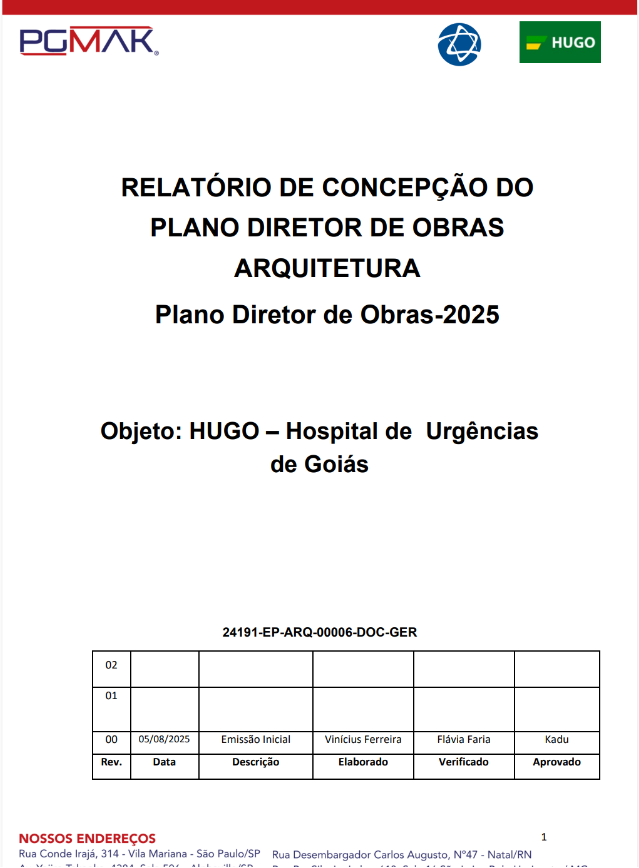 PGMAK®
HUGO
RELATÓRIO DE CONCEPÇÃO DO
PLANO DIRETOR DE OBRAS
ARQUITETURA
Plano Diretor de Obras-2025
Objeto: HUGO – Hospital de Urgências
de Goiás
24191-EP-ARQ-00006-DOC-GER
02
01
00 05/08/2025 Emissão Inicial Vinícius Ferreira Flávia Faria Kadu
Rev. Data Descrição Elaborado Verificado Aprovado
1
NOSSOS ENDEREÇOS
Rua Conde Irajá, 314 - Vila Mariana - São Paulo/SP Rua Desembargador Carlos Augusto, Nº47 - Natal/RN